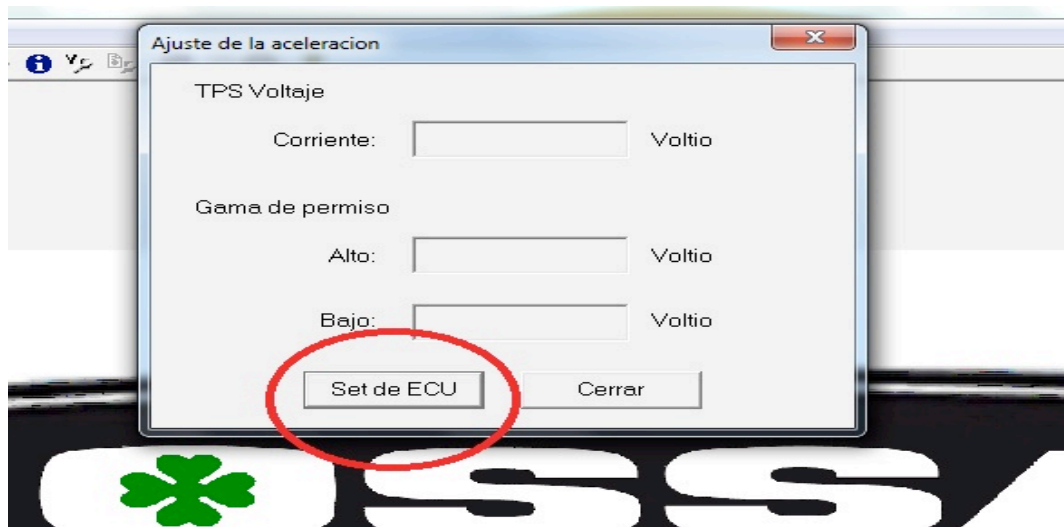 Ajuste de la aceleracion
TPS Voltaje
Corriente: Voltio
Gama de permiso
Alto: Voltio
Bajo: Voltio
Set de ECU Cerrar
OSSA